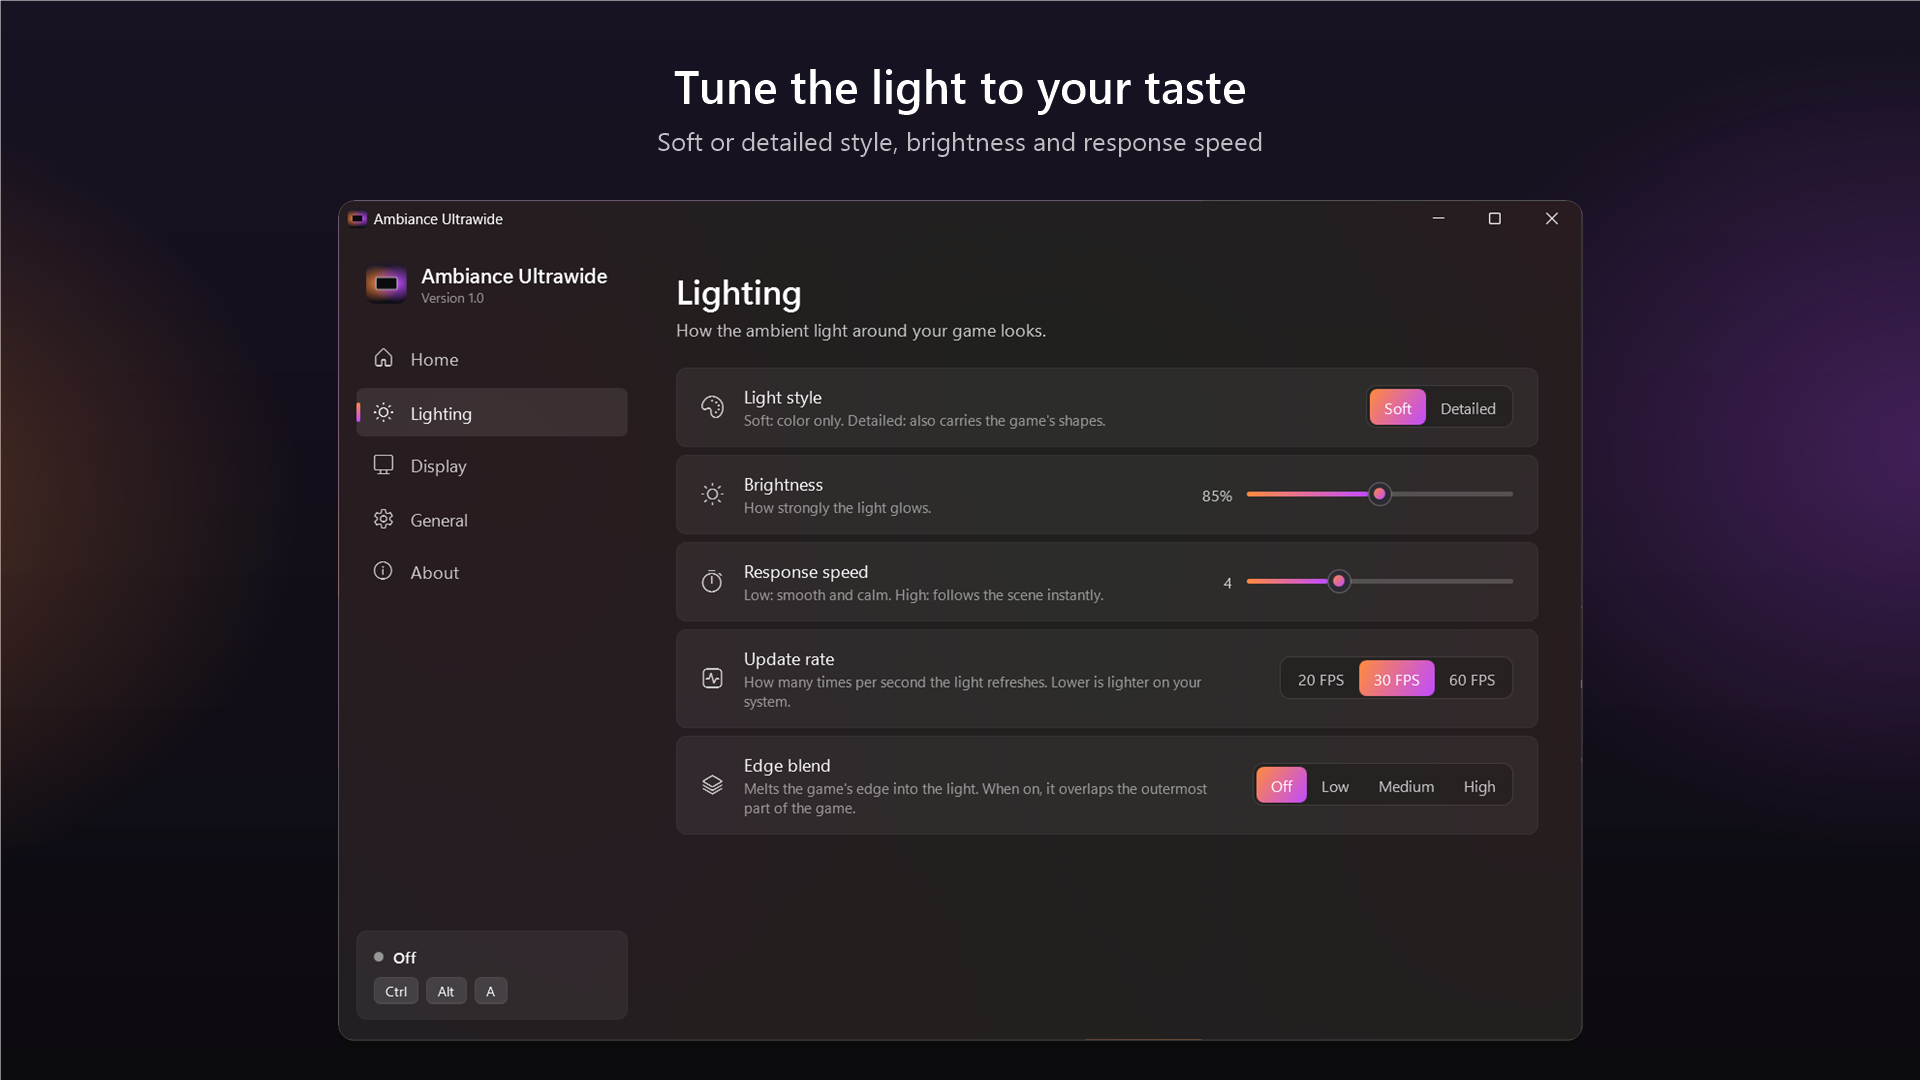 Tune the light to your taste
Soft or detailed style, brightness and response speed
Ambiance Ultrawide
Ambiance Ultrawide
Version 1.0
Home
Lighting
Display
General
About
Off
Ctrl Alt A
Lighting
How the ambient light around your game looks.
Light style
Soft: color only. Detailed: also carries the game's shapes.
Soft Detailed
Brightness
How strongly the light glows.
85%
Response speed
Low: smooth and calm. High: follows the scene instantly.
4
Update rate
How many times per second the light refreshes. Lower is lighter on your
system.
20 FPS 30 FPS 60 FPS
Edge blend
Melts the game's edge into the light. When on, it overlaps the outermost
part of the game.
Off Low Medium High